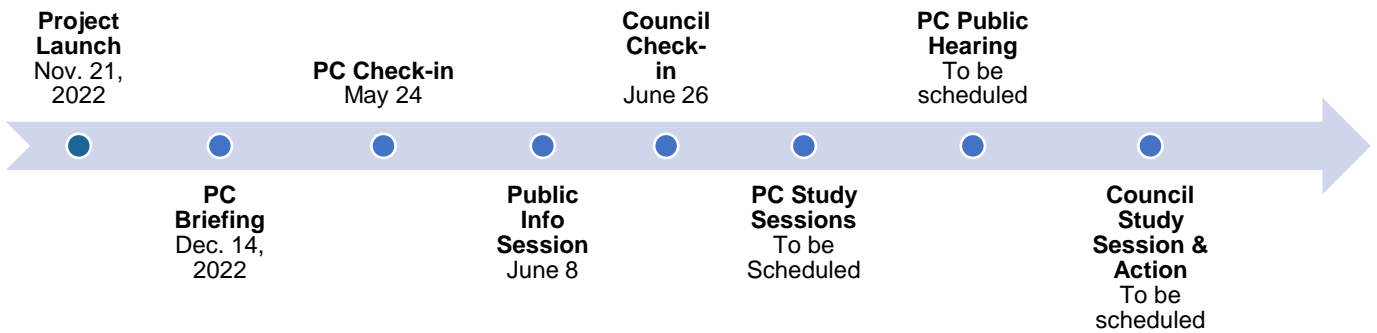 Project
Launch
Nov. 21,
2022
PC Briefing
Dec. 14,
2022
PC Check-in
May 24
Public
Info
Session
June 8
Council
Check-
in
June 26
PC Study
Sessions
To be
Scheduled
PC Public
Hearing
To be
scheduled
Council
Study
Session &
Action
To be
scheduled